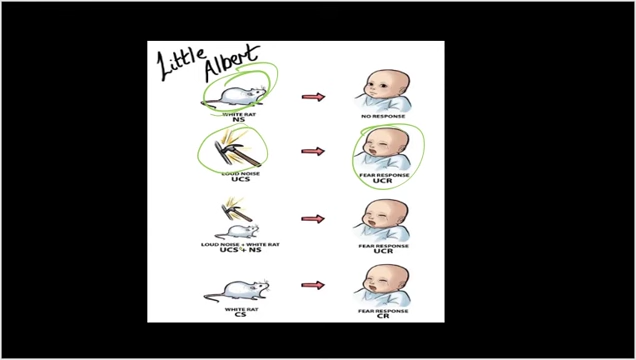 Little
Albert
WHITE RAT
NS
NO RESPONSE
LOUD NOISE
UCS
FEAR RESPONSE
UCR
LOUD NOISE + WHITE RAT
UCS + NS
FEAR RESPONSE
UCR
WHITE RAT
CS
FEAR RESPONSE
CR